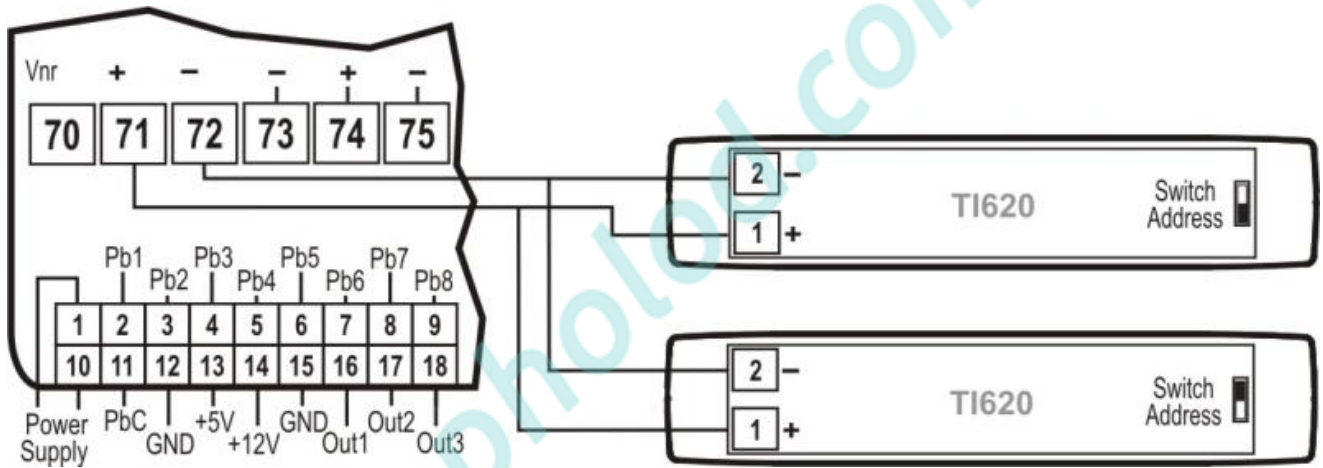 Vnr + − − + −
70 71 72 73 74 75
Pb1 Pb3 Pb5 Pb7
Pb2 Pb4 Pb6 Pb8
1 2 3 4 5 6 7 8 9
10 11 12 13 14 15 16 17 18
Power Supply
PbC +5V GND Out2
GND +12V Out1 Out3
2 −
1 +
TI620
Switch
Address
2 −
1 +
TI620
Switch
Address
pholod.com